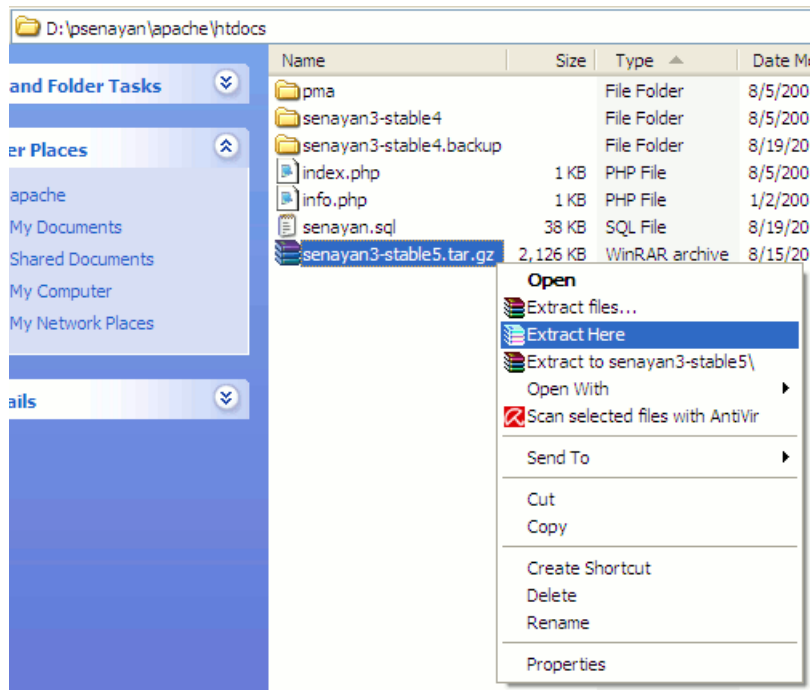 D:\psenayan\apache\htdocs
Name Size Type Date Mo
and Folder Tasks
pma File Folder 8/5/200
senayan3-stable4 File Folder 8/5/200
er Places
senayan3-stable4.backup File Folder 8/19/20
index.php 1 KB PHP File 8/5/200
apache
info.php 1 KB PHP File 1/2/200
My Documents
senayan.sql 38 KB SQL File 8/19/20
Shared Documents
senayan3-stable5.tar.gz 2,126 KB WinRAR archive 8/15/20
My Computer
My Network Places
ails
Open
Extract files...
Extract Here
Extract to senayan3-stable5\
Open With
Scan selected files with AntiVir
Send To
Cut
Copy
Create Shortcut
Delete
Rename
Properties